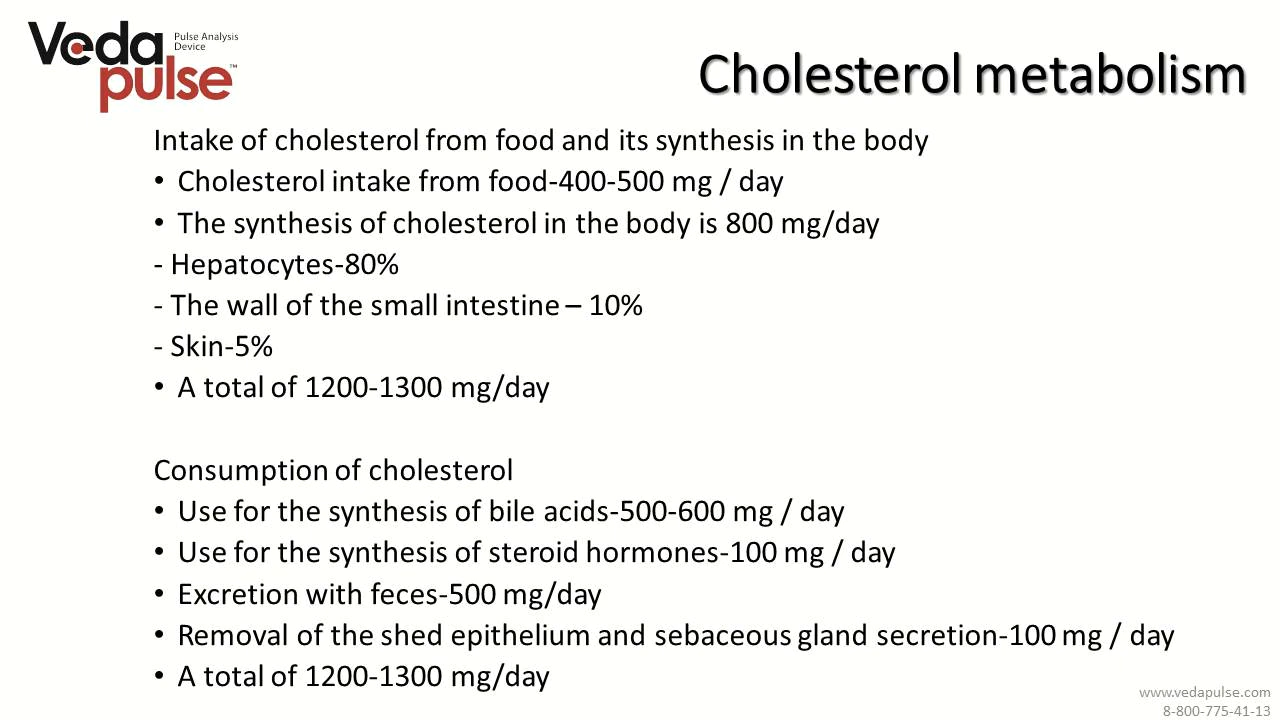 Veda pulse™
Pulse Analysis
Device
Cholesterol metabolism
Intake of cholesterol from food and its synthesis in the body
• Cholesterol intake from food-400-500 mg / day
• The synthesis of cholesterol in the body is 800 mg/day
- Hepatocytes-80%
- The wall of the small intestine – 10%
- Skin-5%
• A total of 1200-1300 mg/day
Consumption of cholesterol
• Use for the synthesis of bile acids-500-600 mg / day
• Use for the synthesis of steroid hormones-100 mg / day
• Excretion with feces-500 mg/day
• Removal of the shed epithelium and sebaceous gland secretion-100 mg / day
• A total of 1200-1300 mg/day
www.vedapulse.com
8-800-775-41-13